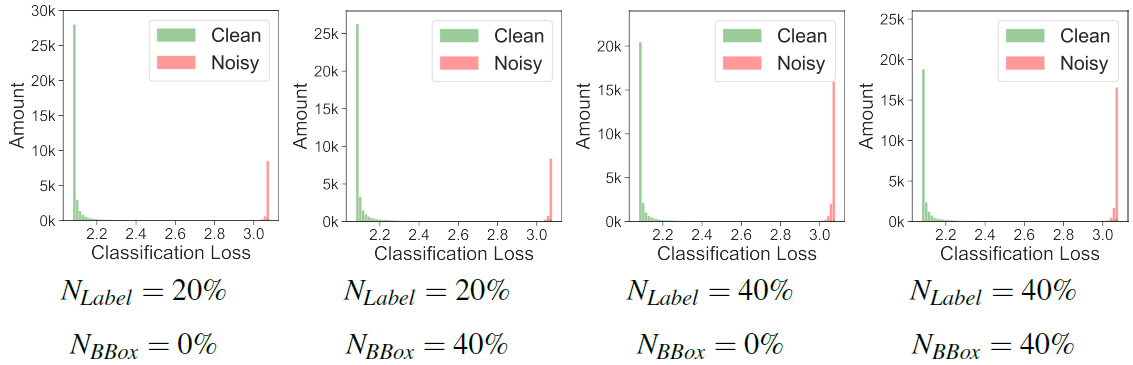 30k
25k
20k
15k
10k
5k
0k
Amount
Clean
Noisy
2.2 2.4 2.6 2.8 3.0
Classification Loss
N_Label = 20%
N_BBox = 0%
25k
20k
15k
10k
5k
0k
Amount
Clean
Noisy
2.2 2.4 2.6 2.8 3.0
Classification Loss
N_Label = 20%
N_BBox = 40%
20k
15k
10k
5k
0k
Amount
Clean
Noisy
2.2 2.4 2.6 2.8 3.0
Classification Loss
N_Label = 40%
N_BBox = 0%
25k
20k
15k
10k
5k
0k
Amount
Clean
Noisy
2.2 2.4 2.6 2.8 3.0
Classification Loss
N_Label = 40%
N_BBox = 40%